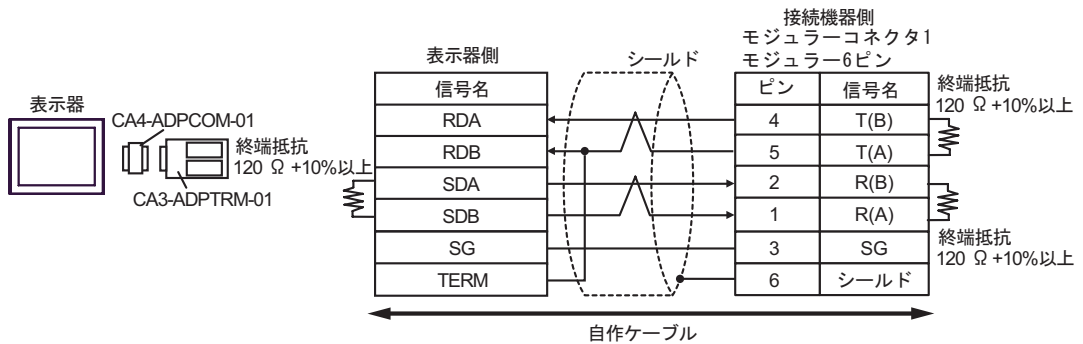 接続機器側
モジュラーコネクタ1
モジュラー6ピン
表示器側
シールド
信号名
ピン
信号名
終端抵抗
120 Ω +10%以上
表示器
CA4-ADPCOM-01
終端抵抗
120 Ω +10%以上
CA3-ADPTRM-01
RDA
4
T(B)
RDB
5
T(A)
SDA
2
R(B)
SDB
1
R(A)
SG
3
SG
終端抵抗
120 Ω +10%以上
TERM
6
シールド
自作ケーブル